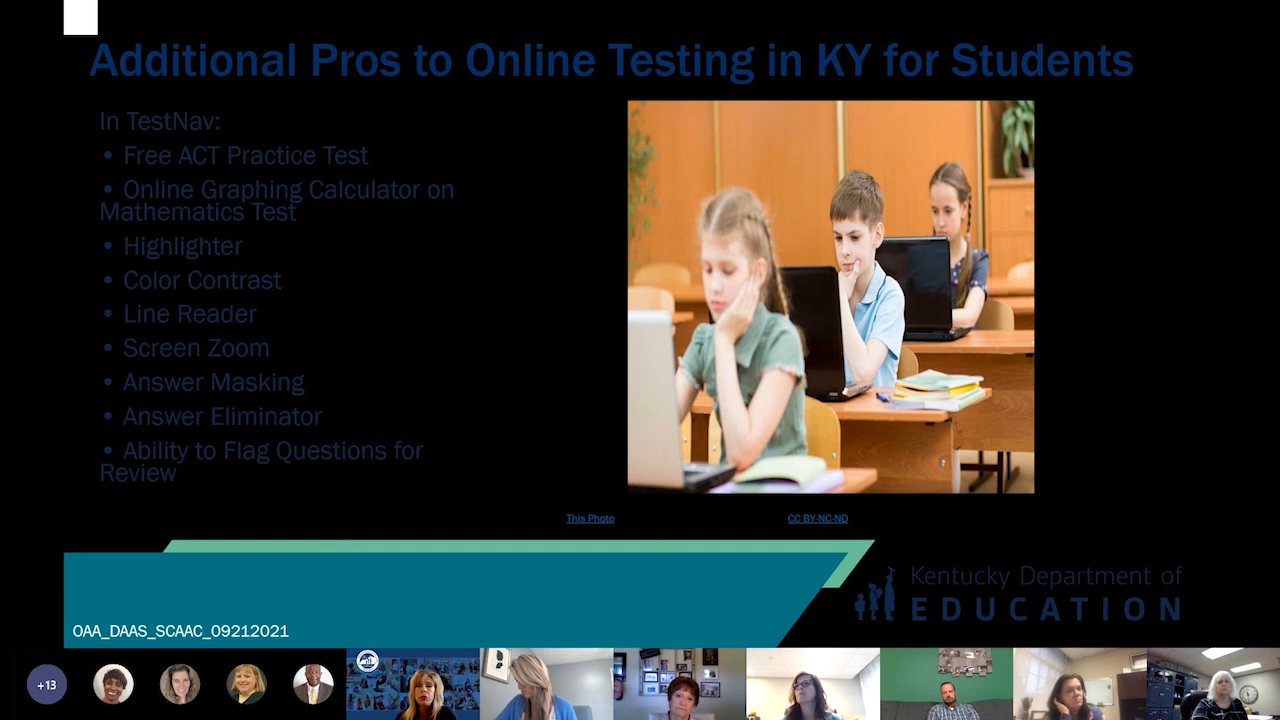 Additional Pros to Online Testing in KY for Students
In TestNav:
• Free ACT Practice Test
• Online Graphing Calculator on
Mathematics Test
• Highlighter
• Color Contrast
• Line Reader
• Screen Zoom
• Answer Masking
• Answer Eliminator
• Ability to Flag Questions for
Review
This Photo CC BY-NC-ND
Kentucky Department of
EDUCATION
OAA_DAAS_SCAAC_09212021
+13